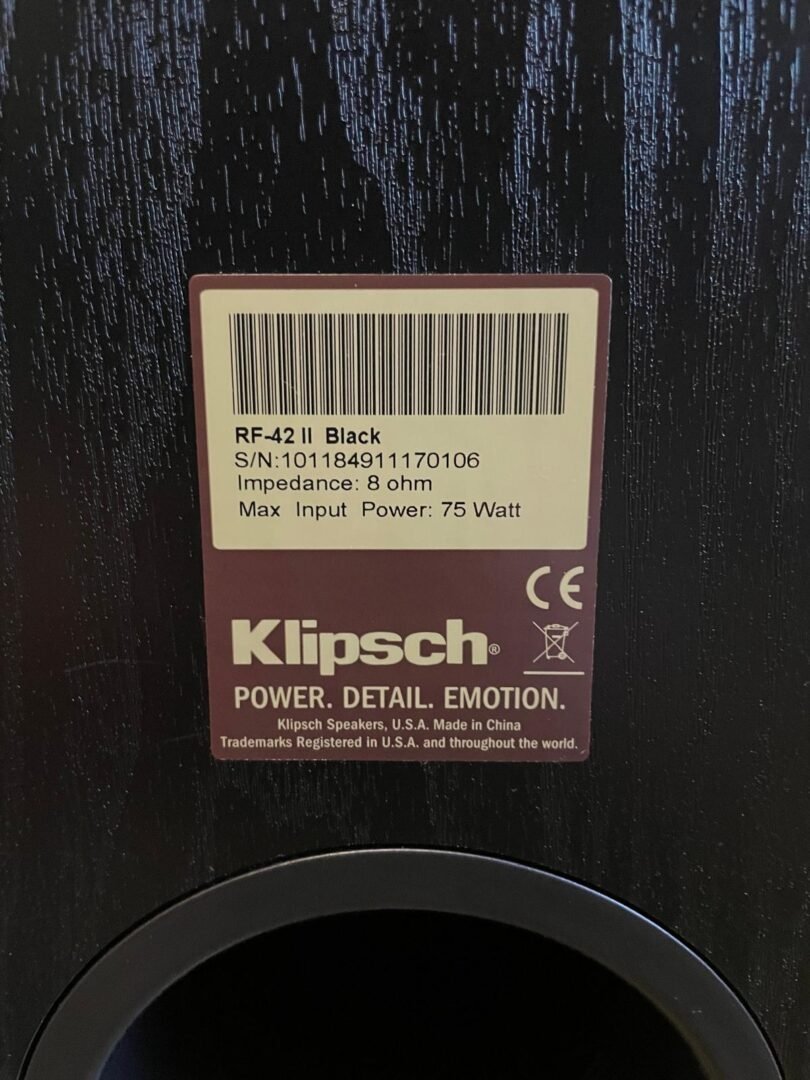 RF-42 II Black
S/N:101184911170106
Impedance: 8 ohm
Max Input Power: 75 Watt
CE
Klipsch®
POWER. DETAIL. EMOTION.
Klipsch Speakers, U.S.A. Made in China
Trademarks Registered in U.S.A. and throughout the world.